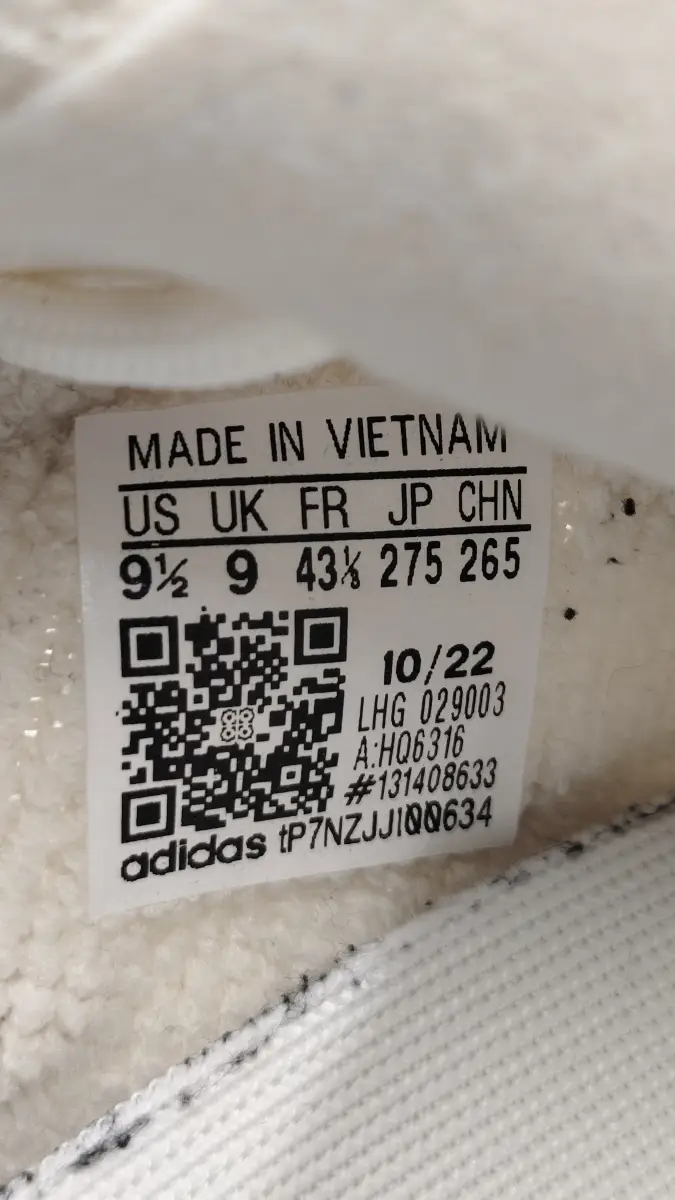 MADE IN VIETNAM
US UK FR JP CHN
9½ 9 43⅓ 275 265
10/22
LHG 029003
A:HQ6316
#131408633
adidas tP7NZJJI00634